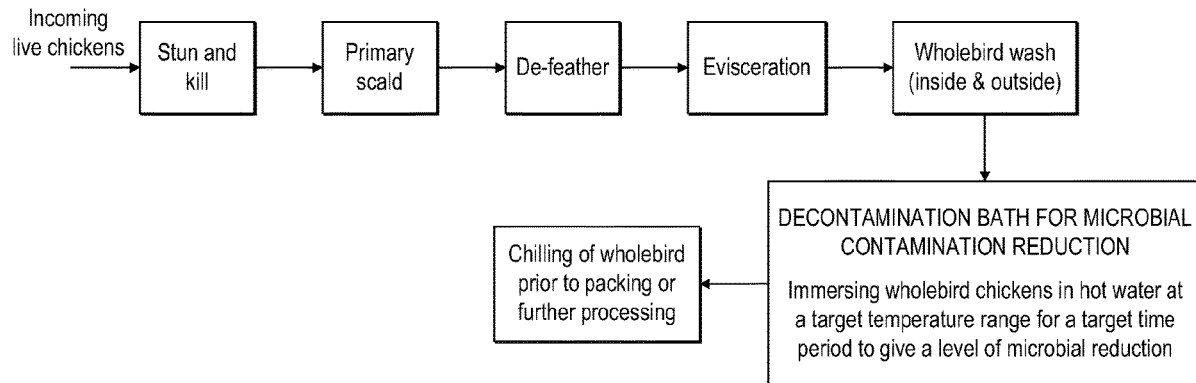 Incoming
live chickens
Stun and
kill
Primary
scald
De-feather
Evisceration
Wholebird wash
(inside & outside)
DECONTAMINATION BATH FOR MICROBIAL
CONTAMINATION REDUCTION
Immersing wholebird chickens in hot water at
a target temperature range for a target time
period to give a level of microbial reduction
Chilling of wholebird
prior to packing or
further processing